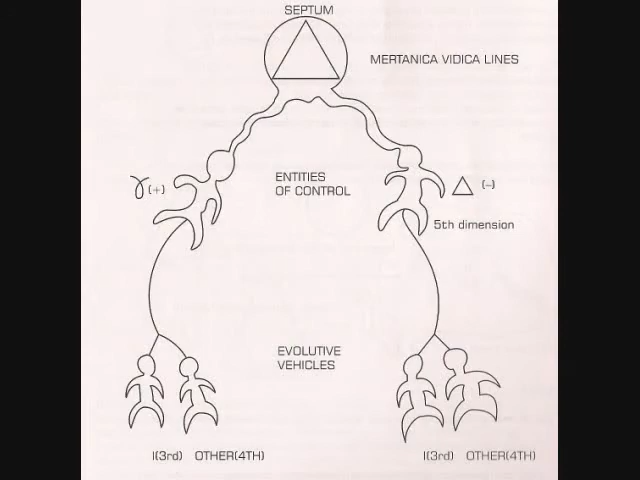 SEPTUM
MERTANICA VIDICA LINES
ENTITIES
OF CONTROL
(+)
(-)
5th dimension
EVOLUTIVE
VEHICLES
I(3rd) OTHER(4TH)
I(3rd) OTHER(4TH)